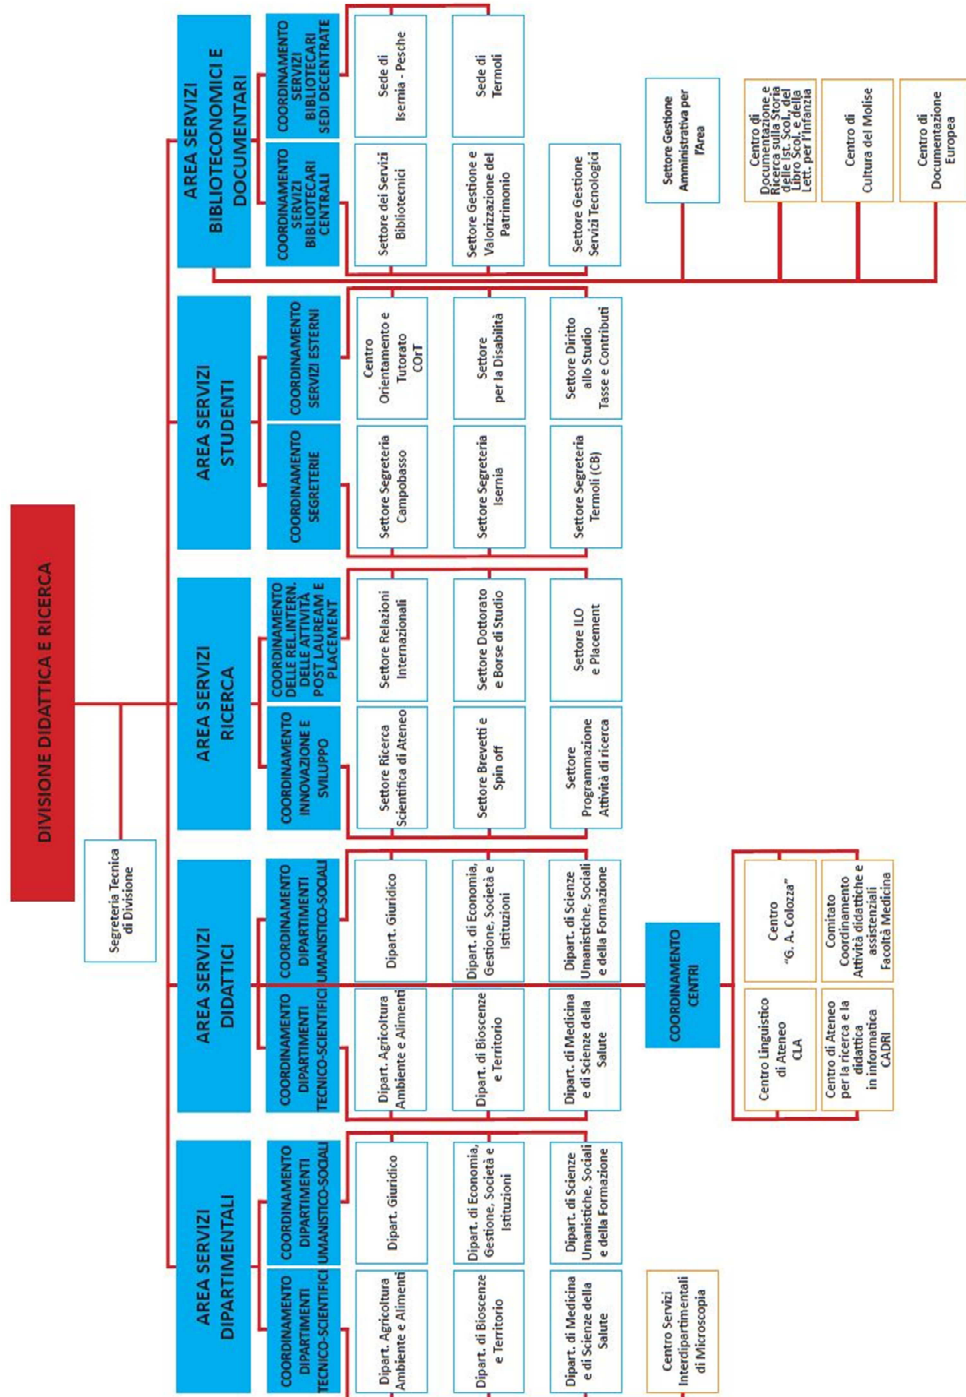 DIVISIONE DIDATTICA E RICERCA
Segreteria Tecnica
di Divisione
AREA SERVIZI
DIPARTIMENTALI
COORDINAMENTO
DIPARTIMENTI
TECNICO-SCIENTIFICI
Dipart. Agricoltura
Ambiente e Alimenti
Dipart. di Bioscenze
e Territorio
Dipart. di Medicina
e di Scienze della
Salute
Centro Servizi
Interdipartimentali
di Microscopia
COORDINAMENTO
DIPARTIMENTI
UMANISTICO-SOCIALI
Dipart. Giuridico
Dipart. di Economia,
Gestione, Società e
Istituzioni
Dipart. di Scienze
Umanistiche, Sociali
e della Formazione
AREA SERVIZI
DIDATTICI
COORDINAMENTO
DIPARTIMENTI
TECNICO-SCIENTIFICI
Dipart. Agricoltura
Ambiente e Alimenti
Dipart. di Bioscenze
e Territorio
Dipart. di Medicina
e di Scienze della
Salute
COORDINAMENTO
DIPARTIMENTI
UMANISTICO-SOCIALI
Dipart. Giuridico
Dipart. di Economia,
Gestione, Società e
Istituzioni
Dipart. di Scienze
Umanistiche, Sociali
e della Formazione
COORDINAMENTO
CENTRI
Centro Linguistico
di Ateneo
CLA
Centro
"G. A. Colozza"
Centro di Ateneo
per la ricerca e la
didattica
in informatica
CADRI
Comitato
Coordinamento
Attività didattiche e
assistenziali
Facoltà Medicina
AREA SERVIZI
RICERCA
COORDINAMENTO
INNOVAZIONE E
SVILUPPO
Settore Ricerca
Scientifica di Ateneo
Settore Brevetti e
Spin off
Settore
Programmazione
Attività di ricerca
COORDINAMENTO
DELLE REL.INTERN.
DELLE ATTIVITÀ
POST LAUREAM E
PLACEMENT
Settore Relazioni
Internazionali
Settore Dottorato
e Borse di Studio
Settore ILO
e Placement
AREA SERVIZI
STUDENTI
COORDINAMENTO
SEGRETERIE
Settore Segreteria
Campobasso
Settore Segreteria
Isernia
Settore Segreteria
Termoli (CB)
COORDINAMENTO
SERVIZI ESTERNI
Centro
Orientamento e
Tutorato
COrT
Settore
per la Disabilità
Settore Diritto
allo Studio
Tasse e Contributi
AREA SERVIZI
BIBLIOTECONOMICI E
DOCUMENTARI
COORDINAMENTO
SERVIZI
BIBLIOTECARI
CENTRALI
Settore dei Servizi
Bibliotecnici
Settore Gestione e
Valorizzazione del
Patrimonio
Settore Gestione
Servizi Tecnologici
COORDINAMENTO
SERVIZI
BIBLIOTECARI
SEDI DECENTRATE
Sede di
Isernia - Pesche
Sede di
Termoli
Settore Gestione
Amministrativa per
l'Area
Centro di
Documentazione e
Ricerca sulla Storia
delle Ist. Scol. del
Libro Scol. e della
Lett. per l'Infanzia
Centro di
Cultura del Molise
Centro di
Documentazione
Europea